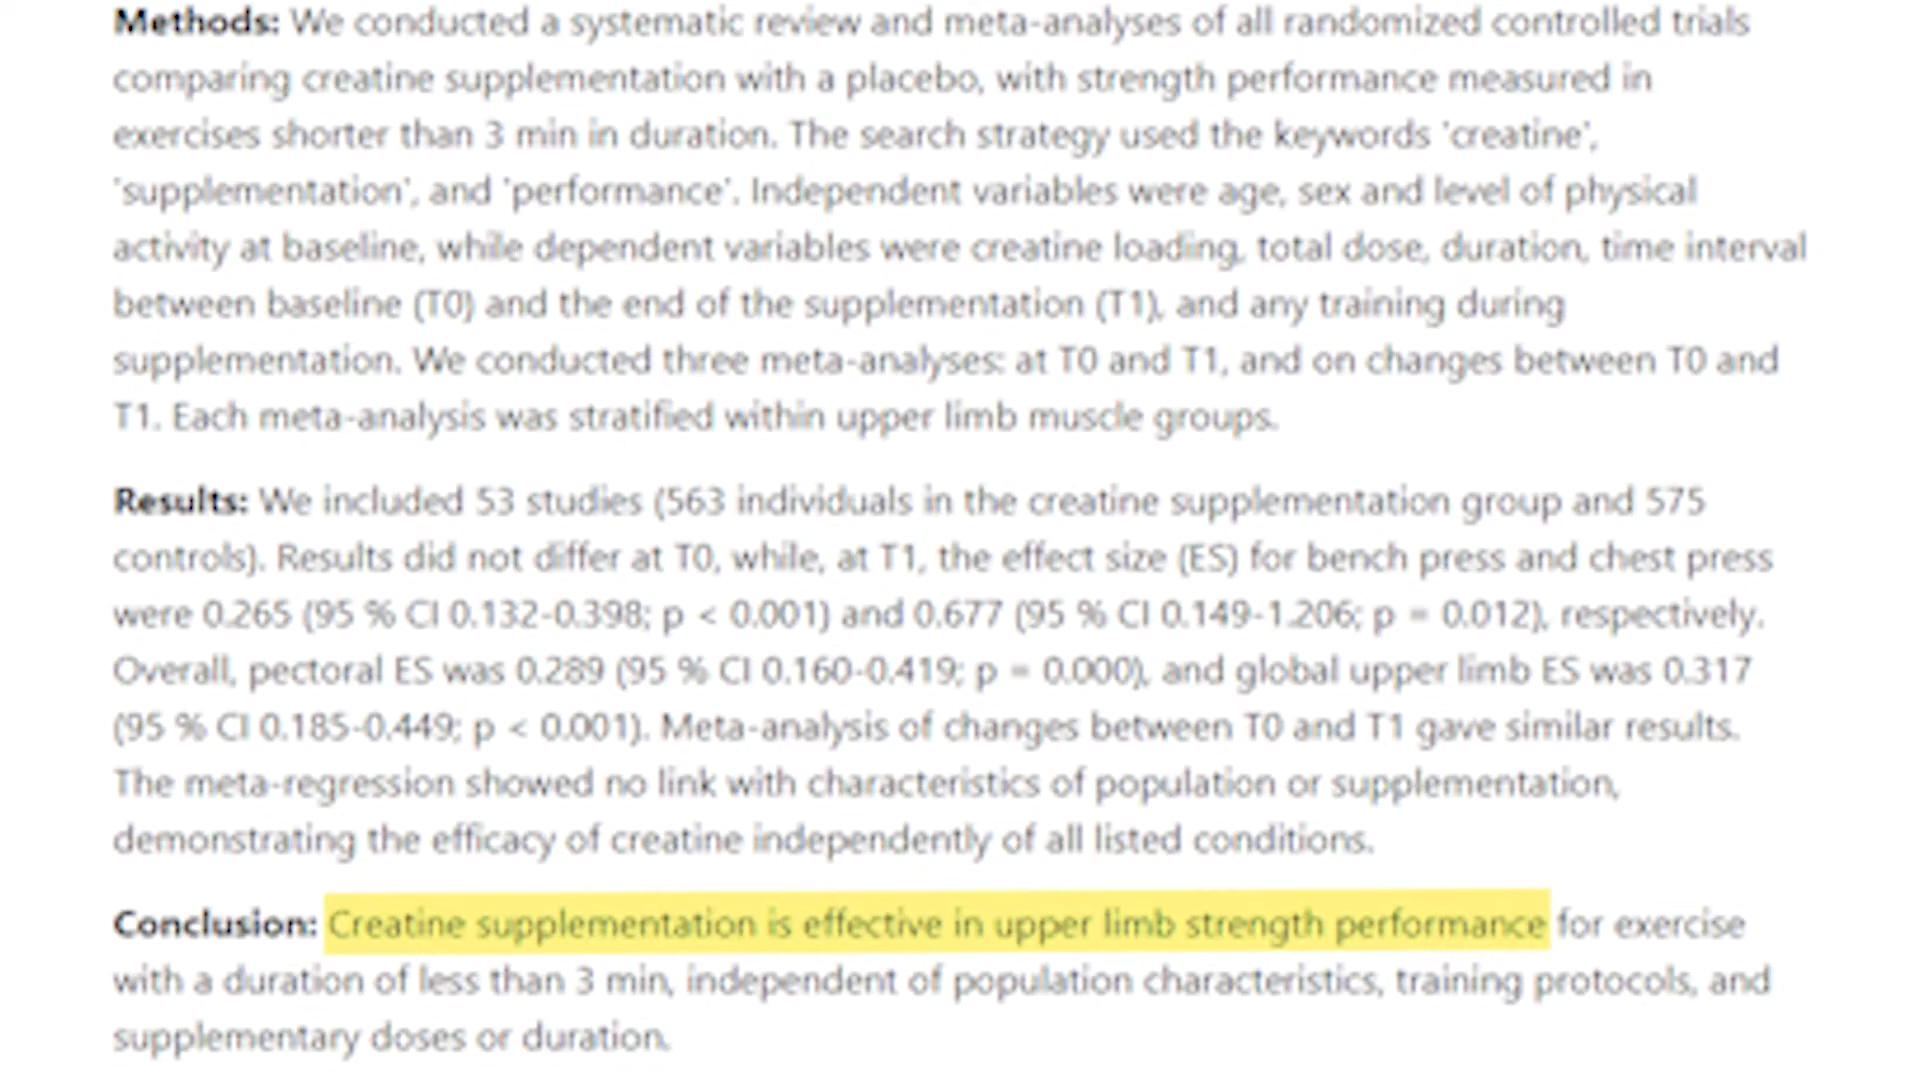 Methods: We conducted a systematic review and meta-analyses of all randomized controlled trials
comparing creatine supplementation with a placebo, with strength performance measured in
exercises shorter than 3 min in duration. The search strategy used the keywords 'creatine',
'supplementation', and 'performance'. Independent variables were age, sex and level of physical
activity at baseline, while dependent variables were creatine loading, total dose, duration, time interval
between baseline (T0) and the end of the supplementation (T1), and any training during
supplementation. We conducted three meta-analyses: at T0 and T1, and on changes between T0 and
T1. Each meta-analysis was stratified within upper limb muscle groups.
Results: We included 53 studies (563 individuals in the creatine supplementation group and 575
controls). Results did not differ at T0, while, at T1, the effect size (ES) for bench press and chest press
were 0.265 (95 % CI 0.132-0.398; p < 0.001) and 0.677 (95 % CI 0.149-1.206; p = 0.012), respectively.
Overall, pectoral ES was 0.289 (95 % CI 0.160-0.419; p = 0.000), and global upper limb ES was 0.317
(95 % CI 0.185-0.449; p < 0.001). Meta-analysis of changes between T0 and T1 gave similar results.
The meta-regression showed no link with characteristics of population or supplementation,
demonstrating the efficacy of creatine independently of all listed conditions.
Conclusion: Creatine supplementation is effective in upper limb strength performance for exercise
with a duration of less than 3 min, independent of population characteristics, training protocols, and
supplementary doses or duration.